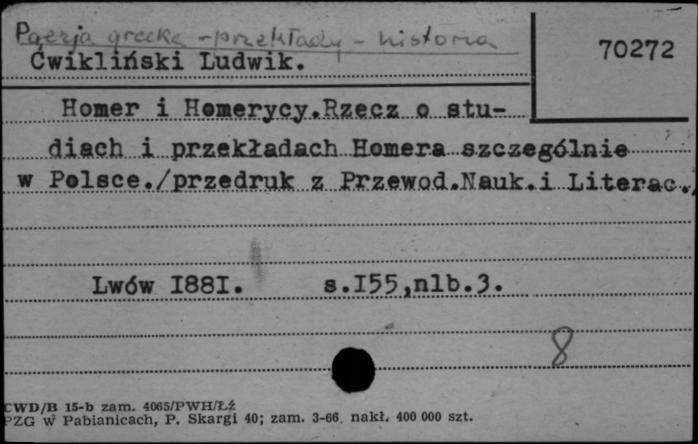 Poezja grecka - przekłady - historia
70272
Ćwikliński Ludwik.
Homer i Homerycy.Rzecz o stu-
diach i przekładach Homera szczególnie
w Polsce./przedruk z Przewod.Nauk.i Literac.
Lwów I88I. s.I55,nlb.3.
8
CWD/B 15-b zam. 4065/PWH/Łź
PZG w Pabianicach, P. Skargi 40; zam. 3-66, nakł. 400 000 szt.